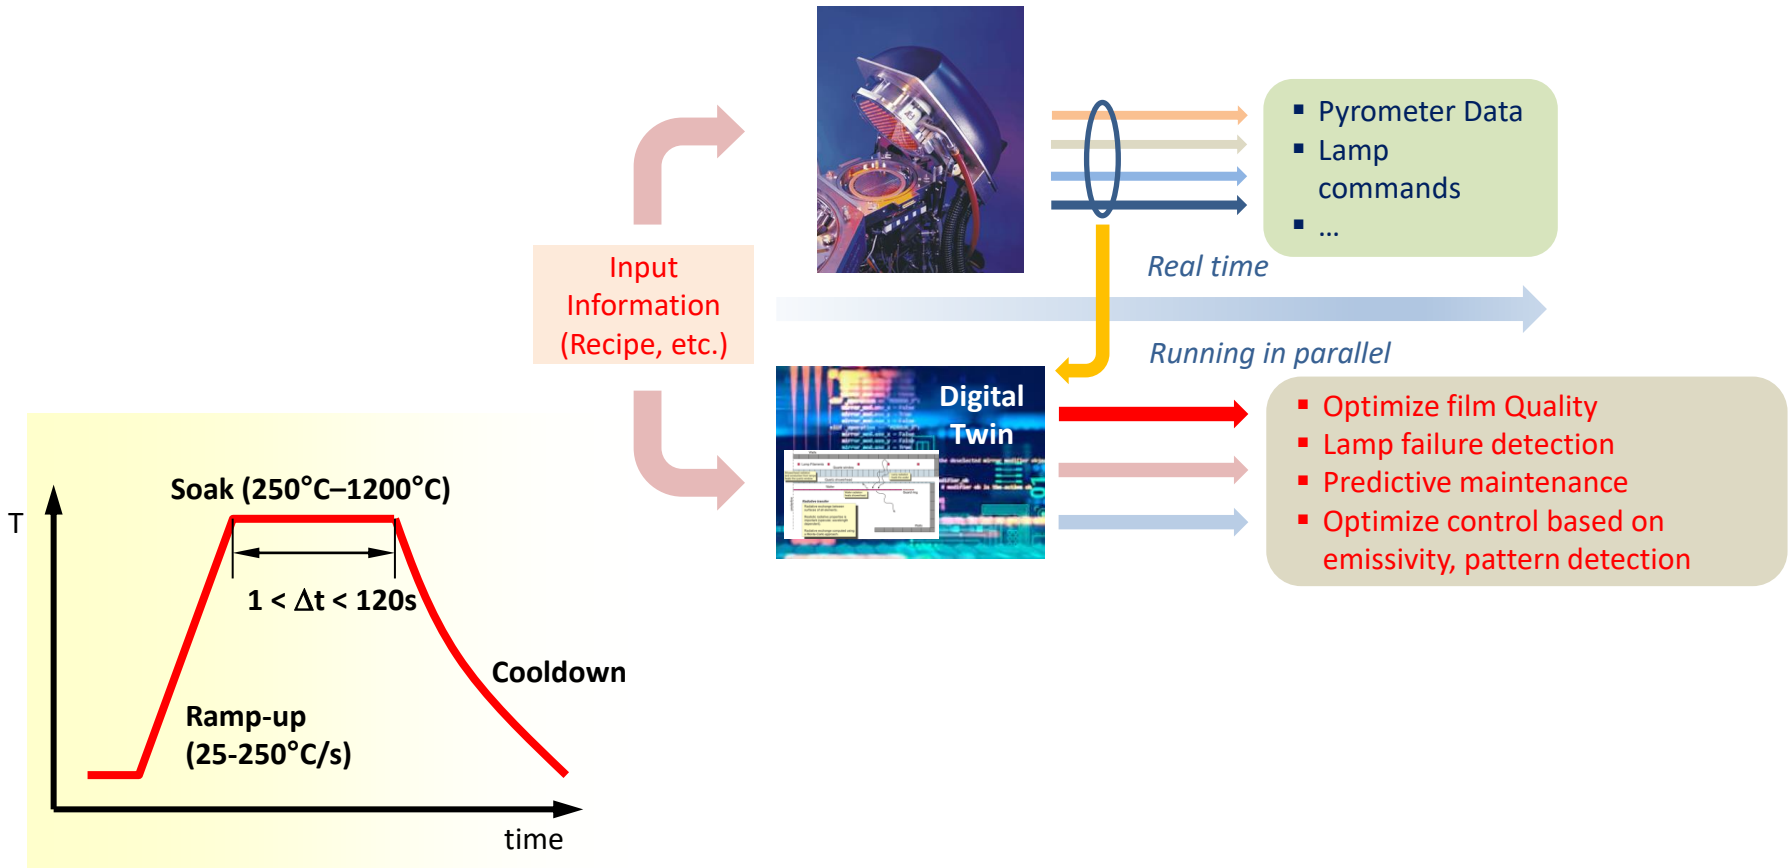 Pyrometer Data
Lamp
commands
...
Real time
Input
Information
(Recipe, etc.)
Running in parallel
Digital
Twin
Optimize film Quality
Lamp failure detection
Predictive maintenance
Optimize control based on
emissivity, pattern detection
Soak (250°C–1200°C)
T
1 < Δt < 120s
Cooldown
Ramp-up
(25-250°C/s)
time